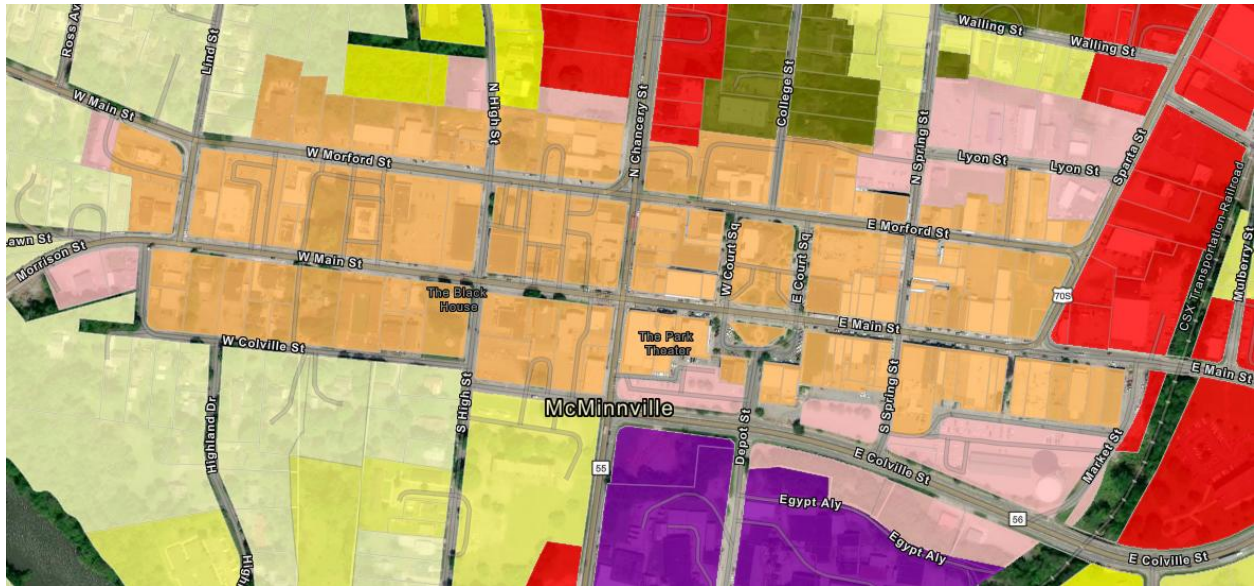 Ross Av
Lind St
W Main St
N High St
N Chancery St
College St
N Spring St
Walling St
Walling St
Sparta St
W Morford St
Lyon St
Lyon St
CSX Transportation-Railroad
Mulberry St
E Morford St
W Court Sq
E Court Sq
awn St
Morrison St
W Main St
The Black
House
70S
The Park
Theater
E Main St
E Main St
W Colville St
S High St
McMinnville
Highland Dr
Depot St
S Spring St
Market St
55
E Colville St
Egypt Aly
Egypt Aly
56
E Colville St
High